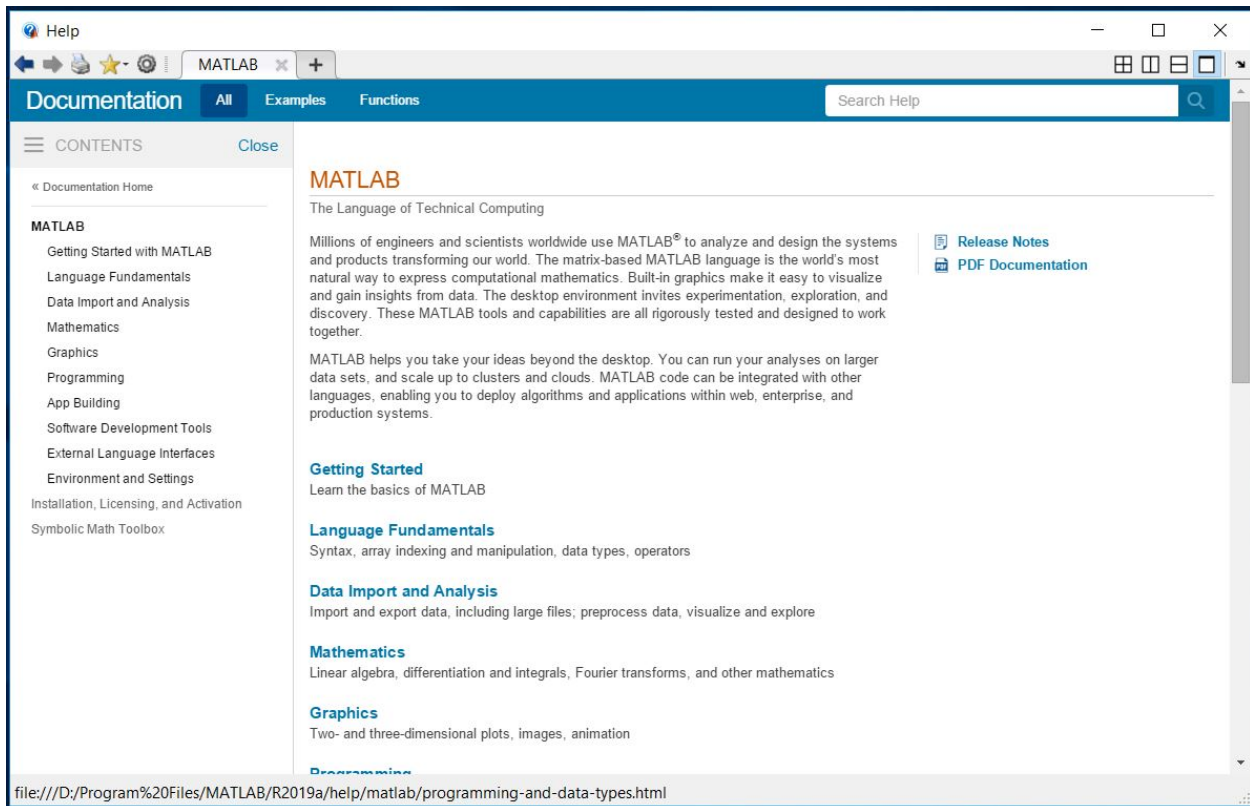 Help
MATLAB
Documentation All Examples Functions Search Help
CONTENTS Close
« Documentation Home
MATLAB
Getting Started with MATLAB
Language Fundamentals
Data Import and Analysis
Mathematics
Graphics
Programming
App Building
Software Development Tools
External Language Interfaces
Environment and Settings
Installation, Licensing, and Activation
Symbolic Math Toolbox
MATLAB
The Language of Technical Computing
Millions of engineers and scientists worldwide use MATLAB® to analyze and design the systems
and products transforming our world. The matrix-based MATLAB language is the world's most
natural way to express computational mathematics. Built-in graphics make it easy to visualize
and gain insights from data. The desktop environment invites experimentation, exploration, and
discovery. These MATLAB tools and capabilities are all rigorously tested and designed to work
together.
MATLAB helps you take your ideas beyond the desktop. You can run your analyses on larger
data sets, and scale up to clusters and clouds. MATLAB code can be integrated with other
languages, enabling you to deploy algorithms and applications within web, enterprise, and
production systems.
Release Notes
PDF Documentation
Getting Started
Learn the basics of MATLAB
Language Fundamentals
Syntax, array indexing and manipulation, data types, operators
Data Import and Analysis
Import and export data, including large files; preprocess data, visualize and explore
Mathematics
Linear algebra, differentiation and integrals, Fourier transforms, and other mathematics
Graphics
Two- and three-dimensional plots, images, animation
Programming
file:///D:/Program%20Files/MATLAB/R2019a/help/matlab/programming-and-data-types.html